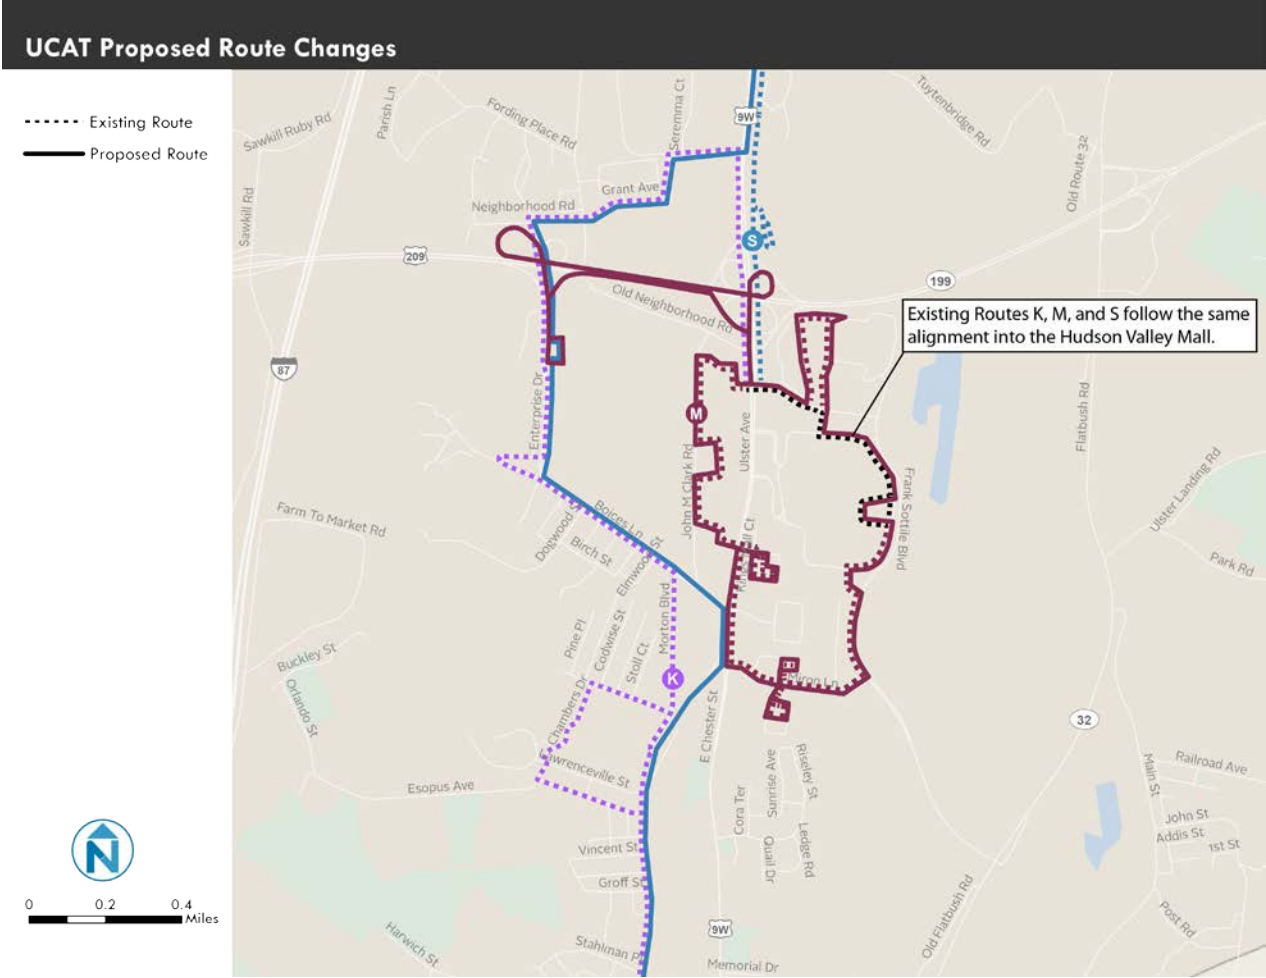 UCAT Proposed Route Changes
Existing Route
Proposed Route
Sawkill Ruby Rd
Parish Ln
Fording Place Rd
Seremma Ct
9W
Tuytenbridge Rd
Old Route 32
Sawkill Rd
Neighborhood Rd
Grant Ave
209
S
199
Old Neighborhood Rd
Existing Routes K, M, and S follow the same
alignment into the Hudson Valley Mall.
87
Enterprise Dr
M
Ulster Ave
John M Clark Rd
Flatbush Rd
Frank Sottile Blvd
Ulster Landing Rd
Farm To Market Rd
Boices Ln
Birch St
Elmwood St
Park Rd
Morton Blvd
Pine Pl
Codwise St
Stoll Ct
Buckley St
Orlando St
K
Miron Ln
E Chester St
32
Lawrenceville St
Esopus Ave
Sunrise Ave
Riseley St
Cora Ter
Main St
Railroad Ave
John St
Addis St
1st St
Vincent St
Quail Dr
Ledge Rd
Groff St
N
0 0.2 0.4
Miles
Harwich St
9W
Memorial Dr
Old Flatbush Rd
Post Rd